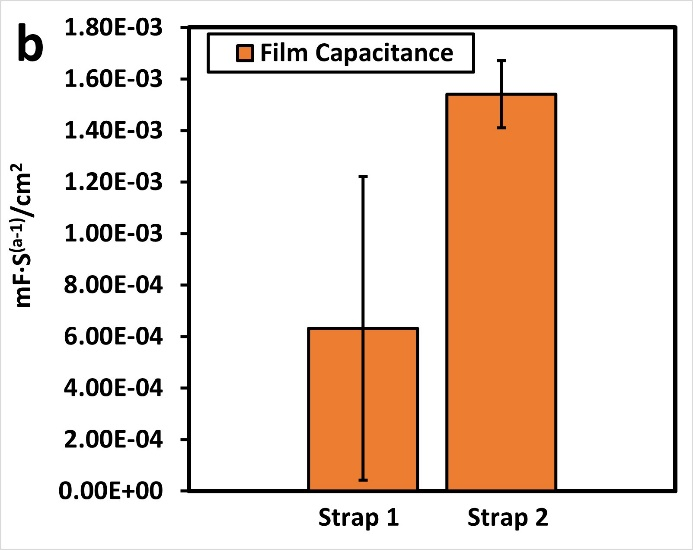 b
Film Capacitance
1.80E-03
1.60E-03
1.40E-03
1.20E-03
1.00E-03
8.00E-04
6.00E-04
4.00E-04
2.00E-04
0.00E+00
mF·S(a-1)/cm2
Strap 1 Strap 2